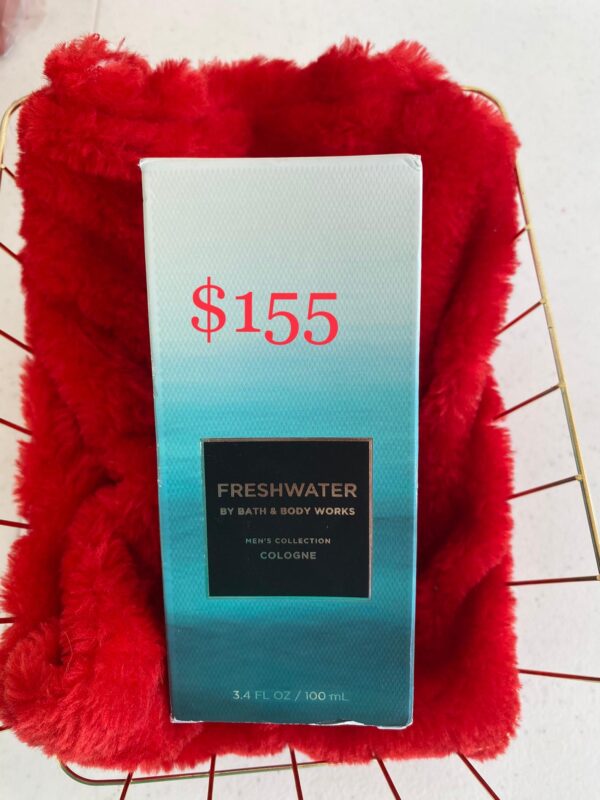 $155
FRESHWATER
BY BATH & BODY WORKS
MEN'S COLLECTION
COLOGNE
3.4 FL OZ / 100 mL